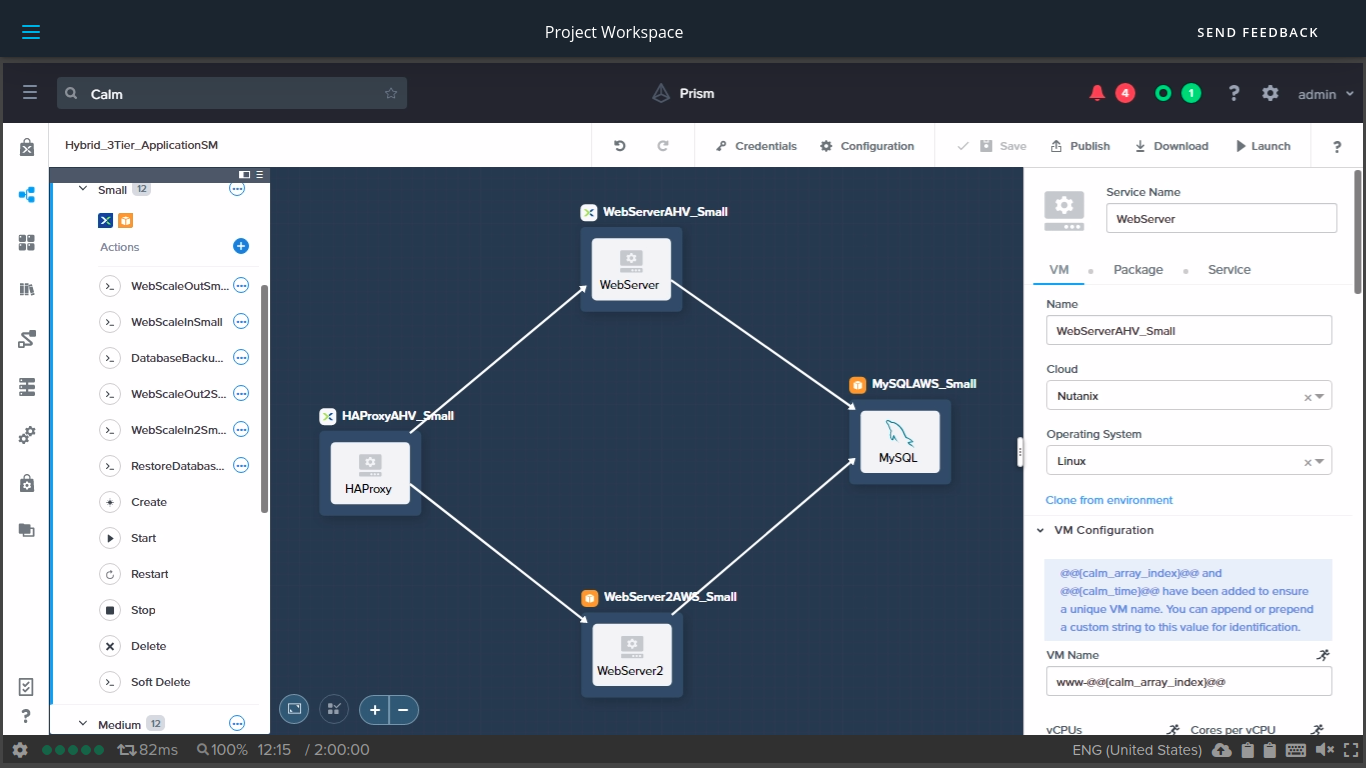 Project Workspace
SEND FEEDBACK
Calm
Prism
4
1
?
admin
Hybrid_3Tier_ApplicationSM
Credentials
Configuration
Save
Publish
Download
Launch
?
Small 12
Actions
WebScaleOutSm...
WebScaleInSmall
DatabaseBacku...
WebScaleOut2S...
WebScaleIn2Sm...
RestoreDatabas...
Create
Start
Restart
Stop
Delete
Soft Delete
Medium 12
WebServerAHV_Small
WebServer
MySQLAWS_Small
MySQL
HAProxyAHV_Small
HAProxy
WebServer2AWS_Small
WebServer2
Service Name
WebServer
VM
Package
Service
Name
WebServerAHV_Small
Cloud
Nutanix
Operating System
Linux
Clone from environment
VM Configuration
@@{calm_array_index}@@ and
@@{calm_time}@@ have been added to ensure
a unique VM name. You can append or prepend
a custom string to this value for identification.
VM Name
www-@@{calm_array_index}@@
vCPUs
Cores per vCPU
?
82ms
100%
12:15 / 2:00:00
ENG (United States)